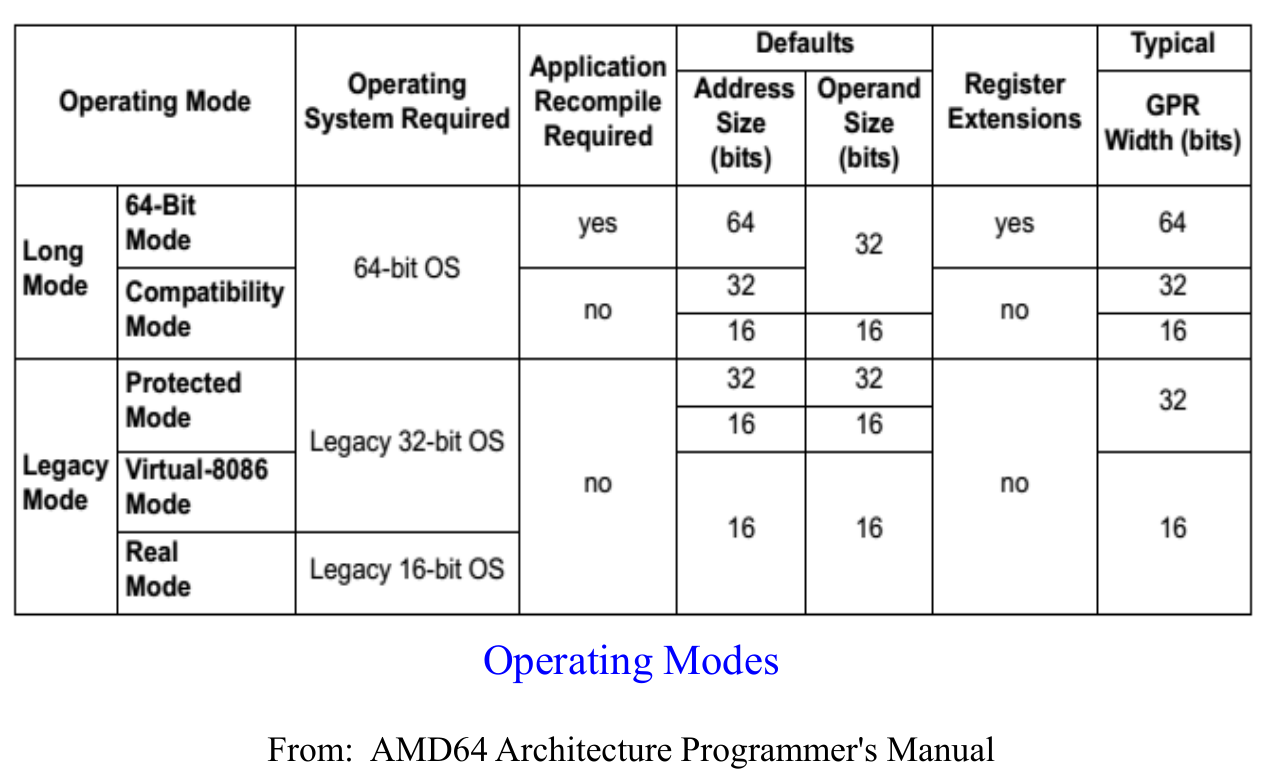 Operating Mode
Operating
System Required
Application
Recompile
Required
Defaults
Address
Size
(bits)
Operand
Size
(bits)
Register
Extensions
Typical
GPR
Width (bits)
Long
Mode
64-Bit
Mode
64-bit OS
yes
64
32
yes
64
Compatibility
Mode
no
32
no
32
16
16
16
Legacy
Mode
Protected
Mode
Legacy 32-bit OS
no
32
32
no
32
16
16
Virtual-8086
Mode
16
16
16
Real
Mode
Legacy 16-bit OS
Operating Modes
From: AMD64 Architecture Programmer's Manual